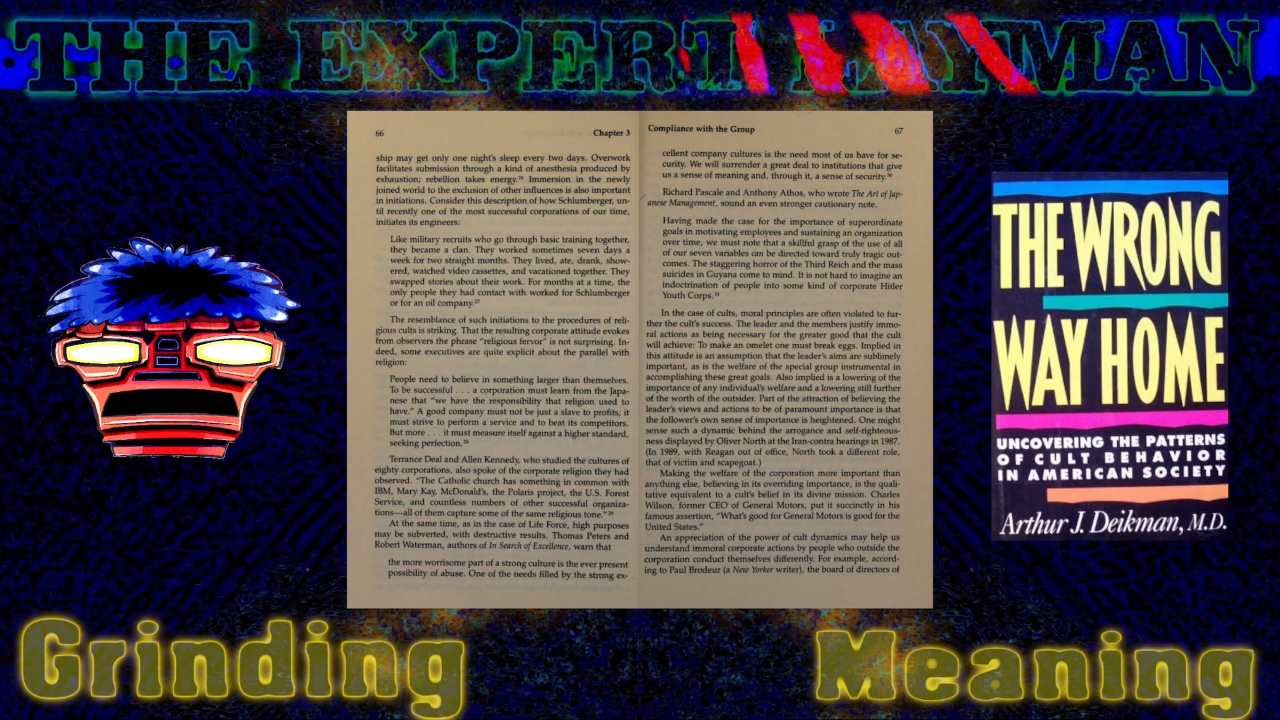 THE EXPERT LAYMAN
66
Chapter 3
ship may get only one night's sleep every two days. Overwork
facilitates submission through a kind of anesthesia produced by
exhaustion; rebellion takes energy.²⁶ Immersion in the newly
joined world to the exclusion of other influences is also important
in initiations. Consider this description of how Schlumberger, un-
til recently one of the most successful corporations of our time,
initiates its engineers:
Like military recruits who go through basic training together,
they became a clan. They worked sometimes seven days a
week for two straight months. They lived, ate, drank, show-
ered, watched video cassettes, and vacationed together. They
swapped stories about their work. For months at a time, the
only people they had contact with worked for Schlumberger
or for an oil company.²⁷
The resemblance of such initiations to the procedures of reli-
gious cults is striking. That the resulting corporate attitude evokes
from observers the phrase "religious fervor" is not surprising. In-
deed, some executives are quite explicit about the parallel with
religion:
People need to believe in something larger than themselves.
To be successful . . . a corporation must learn from the Japa-
nese that "we have the responsibility that religion used to
have." A good company must not be just a slave to profits; it
must strive to perform a service and to beat its competitors.
But more . . . it must measure itself against a higher standard,
seeking perfection.²⁸
Terrance Deal and Allen Kennedy, who studied the cultures of
eighty corporations, also spoke of the corporate religion they had
observed. "The Catholic church has something in common with
IBM, Mary Kay, McDonald's, the Polaris project, the U.S. Forest
Service, and countless numbers of other successful organiza-
tions—all of them capture some of the same religious tone."²⁹
At the same time, as in the case of Life Force, high purposes
may be subverted, with destructive results. Thomas Peters and
Robert Waterman, authors of In Search of Excellence, warn that
the more worrisome part of a strong culture is the ever present
possibility of abuse. One of the needs filled by the strong ex-
Compliance with the Group
67
cellent company cultures is the need most of us have for se-
curity. We will surrender a great deal to institutions that give
us a sense of meaning and, through it, a sense of security.³⁰
Richard Pascale and Anthony Athos, who wrote The Art of Jap-
anese Management, sound an even stronger cautionary note.
Having made the case for the importance of superordinate
goals in motivating employees and sustaining an organization
over time, we must note that a skillful grasp of the use of all
of our seven variables can be directed toward truly tragic out-
comes. The staggering horror of the Third Reich and the mass
suicides in Guyana come to mind. It is not hard to imagine an
indoctrination of people into some kind of corporate Hitler
Youth Corps.³¹
In the case of cults, moral principles are often violated to fur-
ther the cult's success. The leader and the members justify immo-
ral actions as being necessary for the greater good that the cult
will achieve: To make an omelet one must break eggs. Implied in
this attitude is an assumption that the leader's aims are sublimely
important, as is the welfare of the special group instrumental in
accomplishing these great goals. Also implied is a lowering of the
importance of any individual's welfare and a lowering still further
of the worth of the outsider. Part of the attraction of believing the
leader's views and actions to be of paramount importance is that
the follower's own sense of importance is heightened. One might
sense such a dynamic behind the arrogance and self-righteous-
ness displayed by Oliver North at the Iran-contra hearings in 1987.
(In 1989, with Reagan out of office, North took a different role,
that of victim and scapegoat.)
Making the welfare of the corporation more important than
anything else, believing in its overriding importance, is the quali-
tative equivalent to a cult's belief in its divine mission. Charles
Wilson, former CEO of General Motors, put it succinctly in his
famous assertion, "What's good for General Motors is good for the
United States."
An appreciation of the power of cult dynamics may help us
understand immoral corporate actions by people who outside the
corporation conduct themselves differently. For example, accord-
ing to Paul Brodeur (a New Yorker writer), the board of directors of
THE WRONG
WAY HOME
UNCOVERING THE PATTERNS
OF CULT BEHAVIOR
IN AMERICAN SOCIETY
Arthur J. Deikman, M.D.
Grinding
Meaning